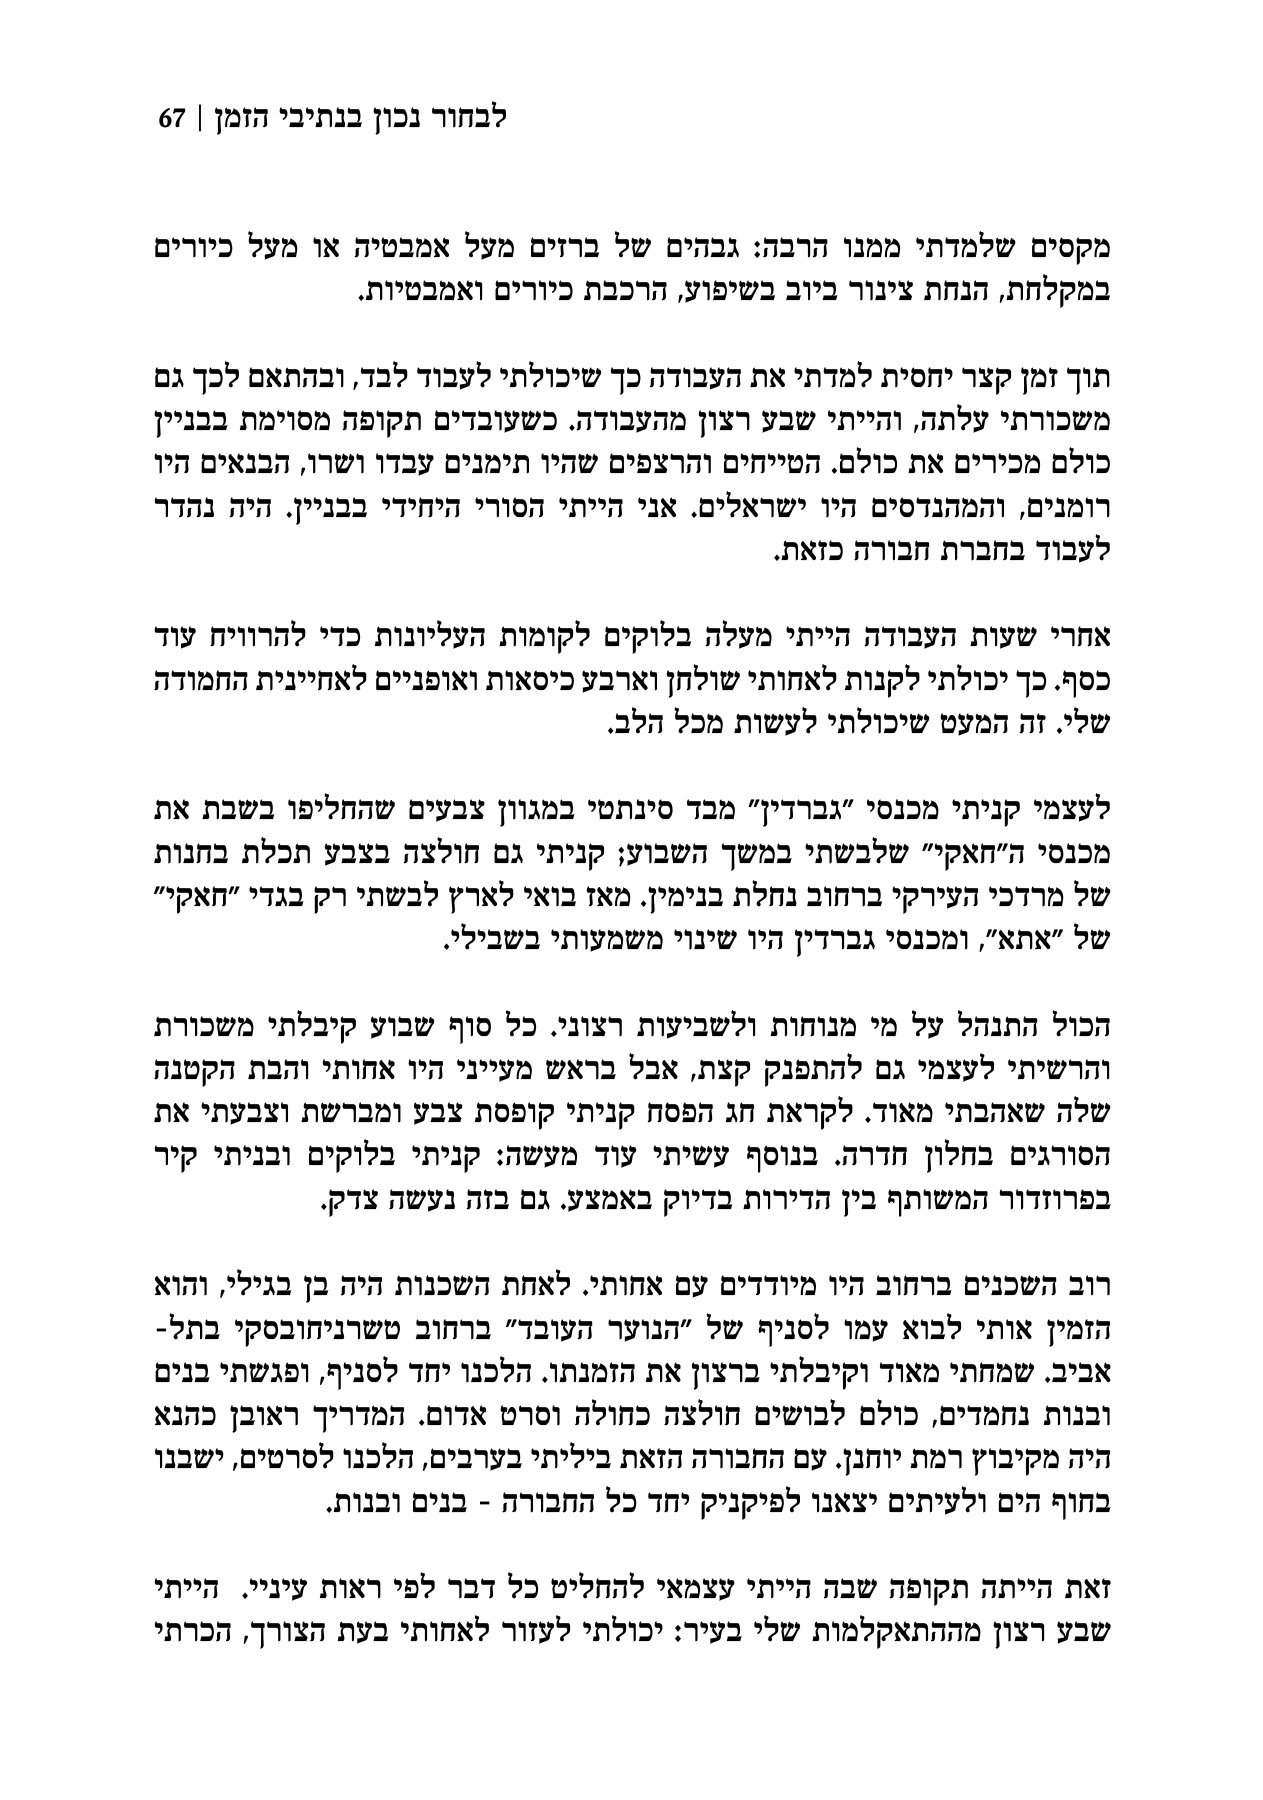 לבחור נכון בנתיבי הזמן | 67
מקסים שלמדתי ממנו הרבה: גבהים של ברזים מעל אמבטיה או מעל כיורים
במקלחת, הנחת צינור ביוב בשיפוע, הרכבת כיורים ואמבטיות.
תוך זמן קצר יחסית למדתי את העבודה כך שיכולתי לעבוד לבד, ובהתאם לכך גם
משכורתי עלתה, והייתי שבע רצון מהעבודה. כשעובדים תקופה מסוימת בבניין
כולם מכירים את כולם. הטייחים והרצפים שהיו תימנים עבדו ושרו, הבנאים היו
רומנים, והמהנדסים היו ישראלים. אני הייתי הסורי היחידי בבניין. היה נהדר
לעבוד בחברת חבורה כזאת.
אחרי שעות העבודה הייתי מעלה בלוקים לקומות העליונות כדי להרוויח עוד
כסף. כך יכולתי לקנות לאחותי שולחן וארבע כיסאות ואופניים לאחיינית החמודה
שלי. זה המעט שיכולתי לעשות מכל הלב.
לעצמי קניתי מכנסי ״גברדין״ מבד סינתטי במגוון צבעים שהחליפו בשבת את
מכנסי ה״חאקי״ שלבשתי במשך השבוע; קניתי גם חולצה בצבע תכלת בחנות
של מרדכי העירקי ברחוב נחלת בנימין. מאז בואי לארץ לבשתי רק בגדי ״חאקי״
של ״אתא״, ומכנסי גברדין היו שינוי משמעותי בשבילי.
הכול התנהל על מי מנוחות ולשביעות רצוני. כל סוף שבוע קיבלתי משכורת
והרשיתי לעצמי גם להתפנק קצת, אבל בראש מעייני היו אחותי והבת הקטנה
שלה שאהבתי מאוד. לקראת חג הפסח קניתי קופסת צבע ומברשת וצבעתי את
הסורגים בחלון חדרה. בנוסף עשיתי עוד מעשה: קניתי בלוקים ובניתי קיר
בפרוזדור המשותף בין הדירות בדיוק באמצע. גם בזה נעשה צדק.
רוב השכנים ברחוב היו מיודדים עם אחותי. לאחת השכנות היה בן בגילי, והוא
הזמין אותי לבוא עמו לסניף של ״הנוער העובד״ ברחוב טשרניחובסקי בתל-
אביב. שמחתי מאוד וקיבלתי ברצון את הזמנתו. הלכנו יחד לסניף, ופגשתי בנים
ובנות נחמדים, כולם לבושים חולצה כחולה וסרט אדום. המדריך ראובן כהנא
היה מקיבוץ רמת יוחנן. עם החבורה הזאת ביליתי בערבים, הלכנו לסרטים, ישבנו
בחוף הים ולעיתים יצאנו לפיקניק יחד כל החבורה - בנים ובנות.
זאת הייתה תקופה שבה הייתי עצמאי להחליט כל דבר לפי ראות עיניי.  הייתי
שבע רצון מההתאקלמות שלי בעיר: יכולתי לעזור לאחותי בעת הצורך, הכרתי